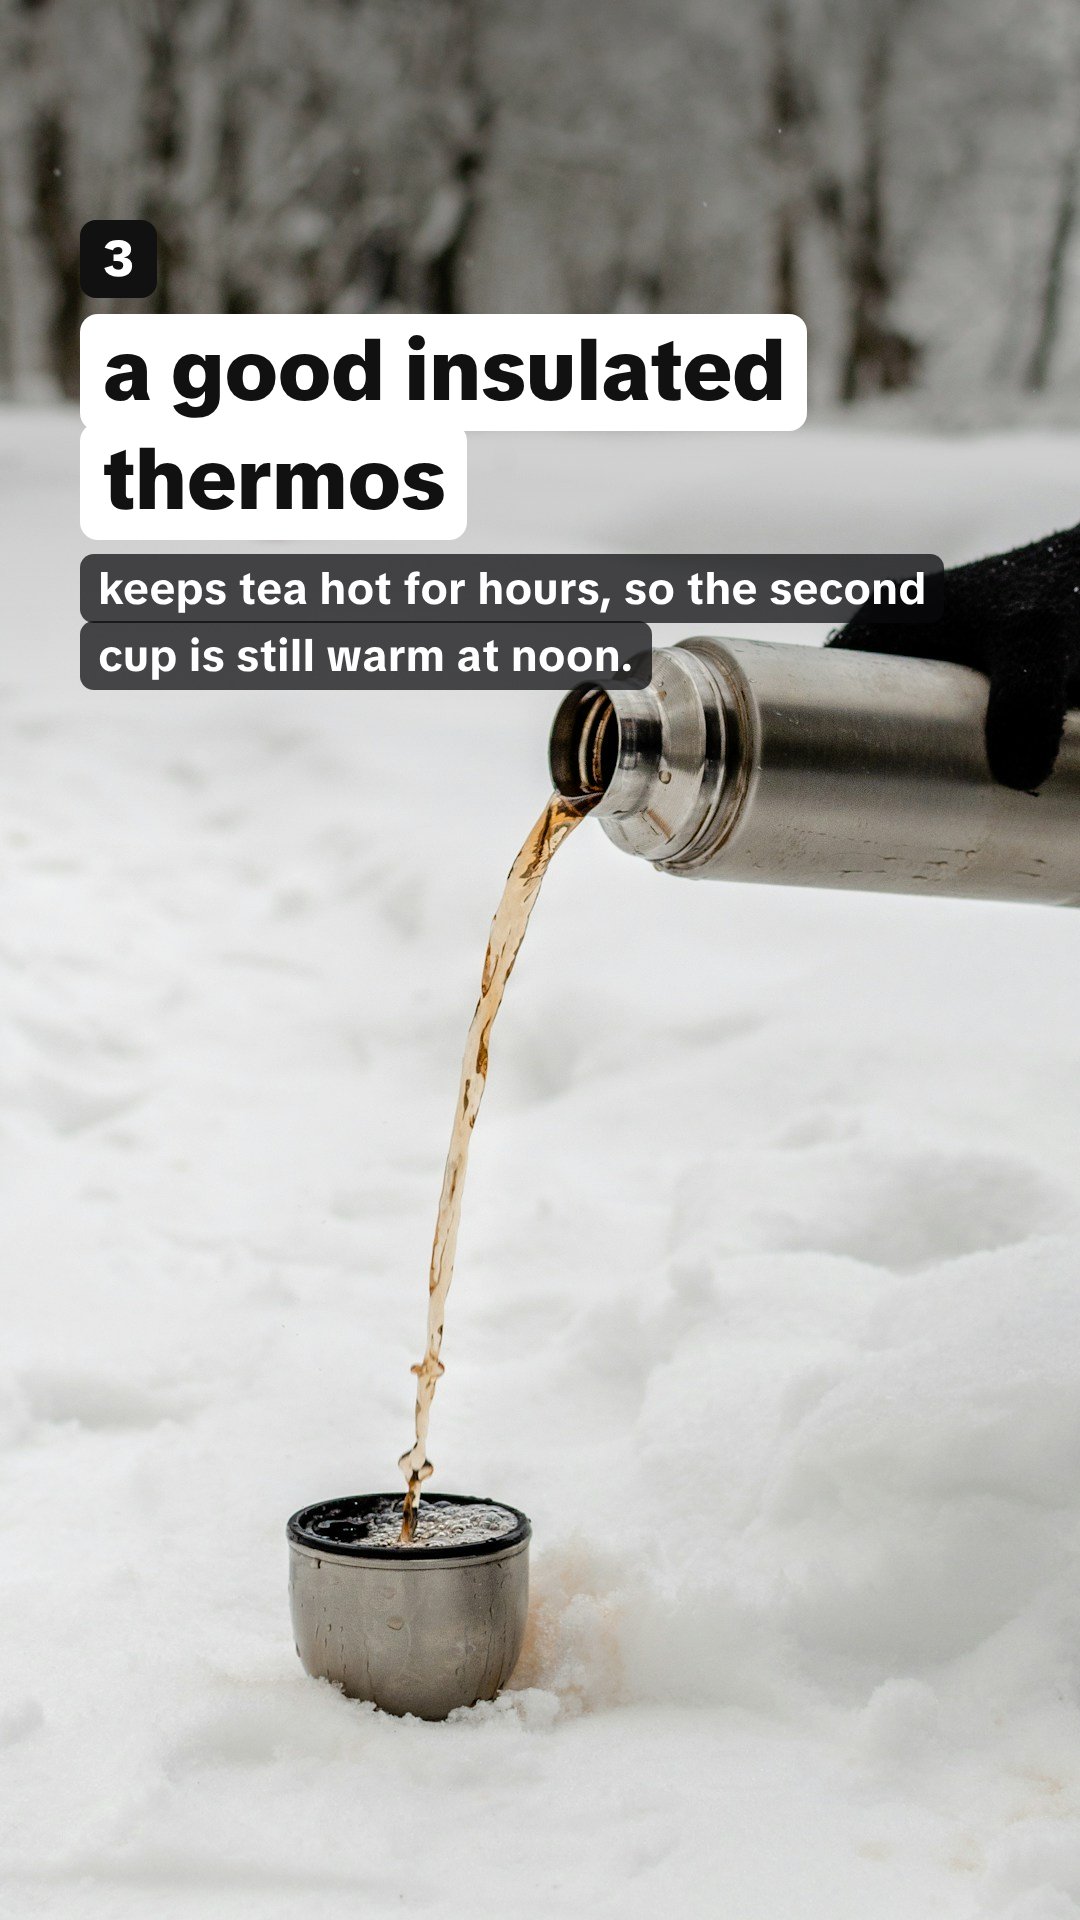 3
a good insulated
thermos
keeps tea hot for hours, so the second
cup is still warm at noon.